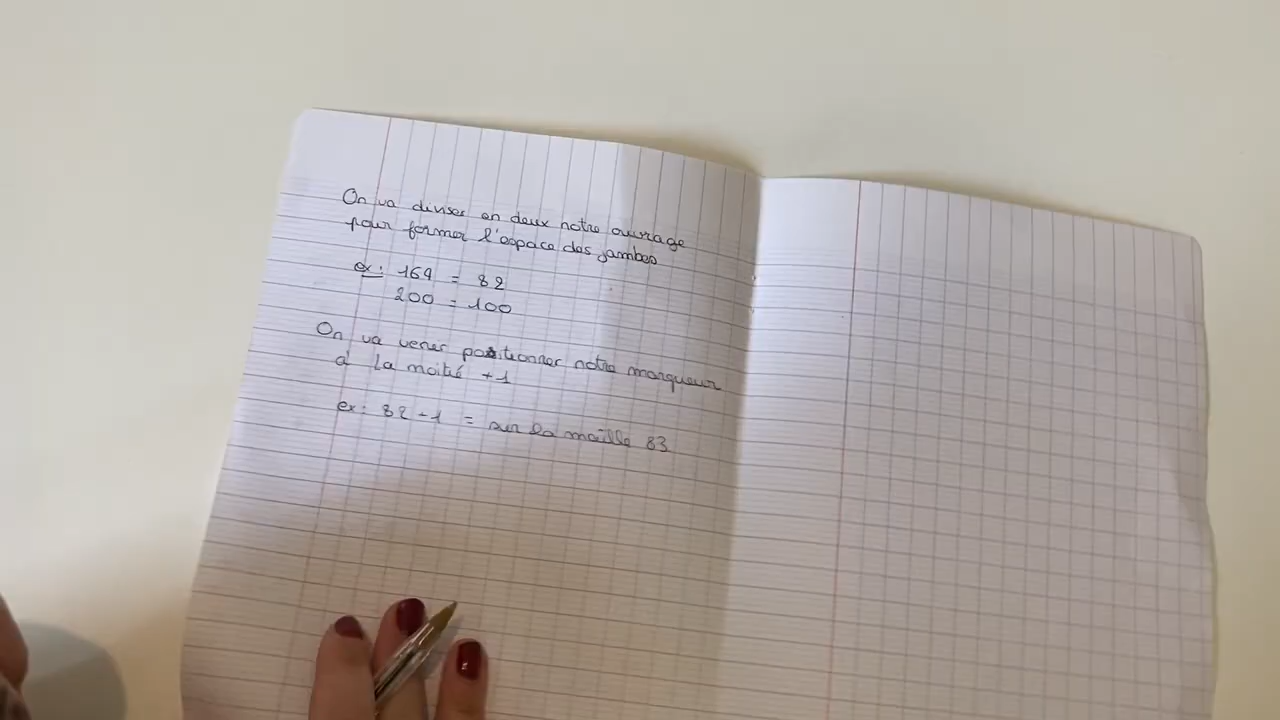 On va diviser en deux notre ouvrage
pour former l'espace des jambes
ex: 164 = 82
200 = 100
On va venir positionner notre marqueur
à la moitié +1
ex: 82 + 1 = sur la maille 83